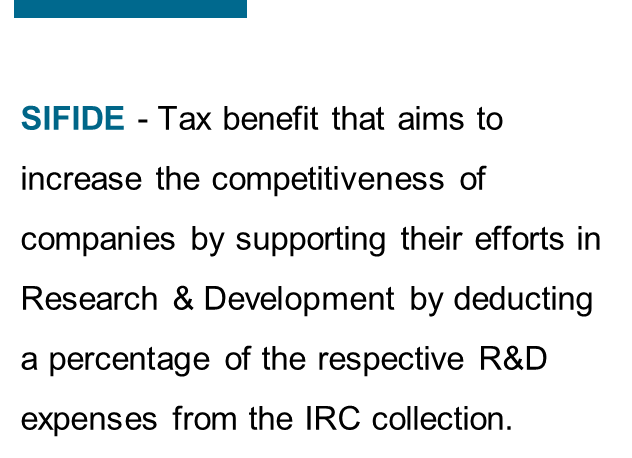 SIFIDE - Tax benefit that aims to
increase the competitiveness of
companies by supporting their efforts in
Research & Development by deducting
a percentage of the respective R&D
expenses from the IRC collection.